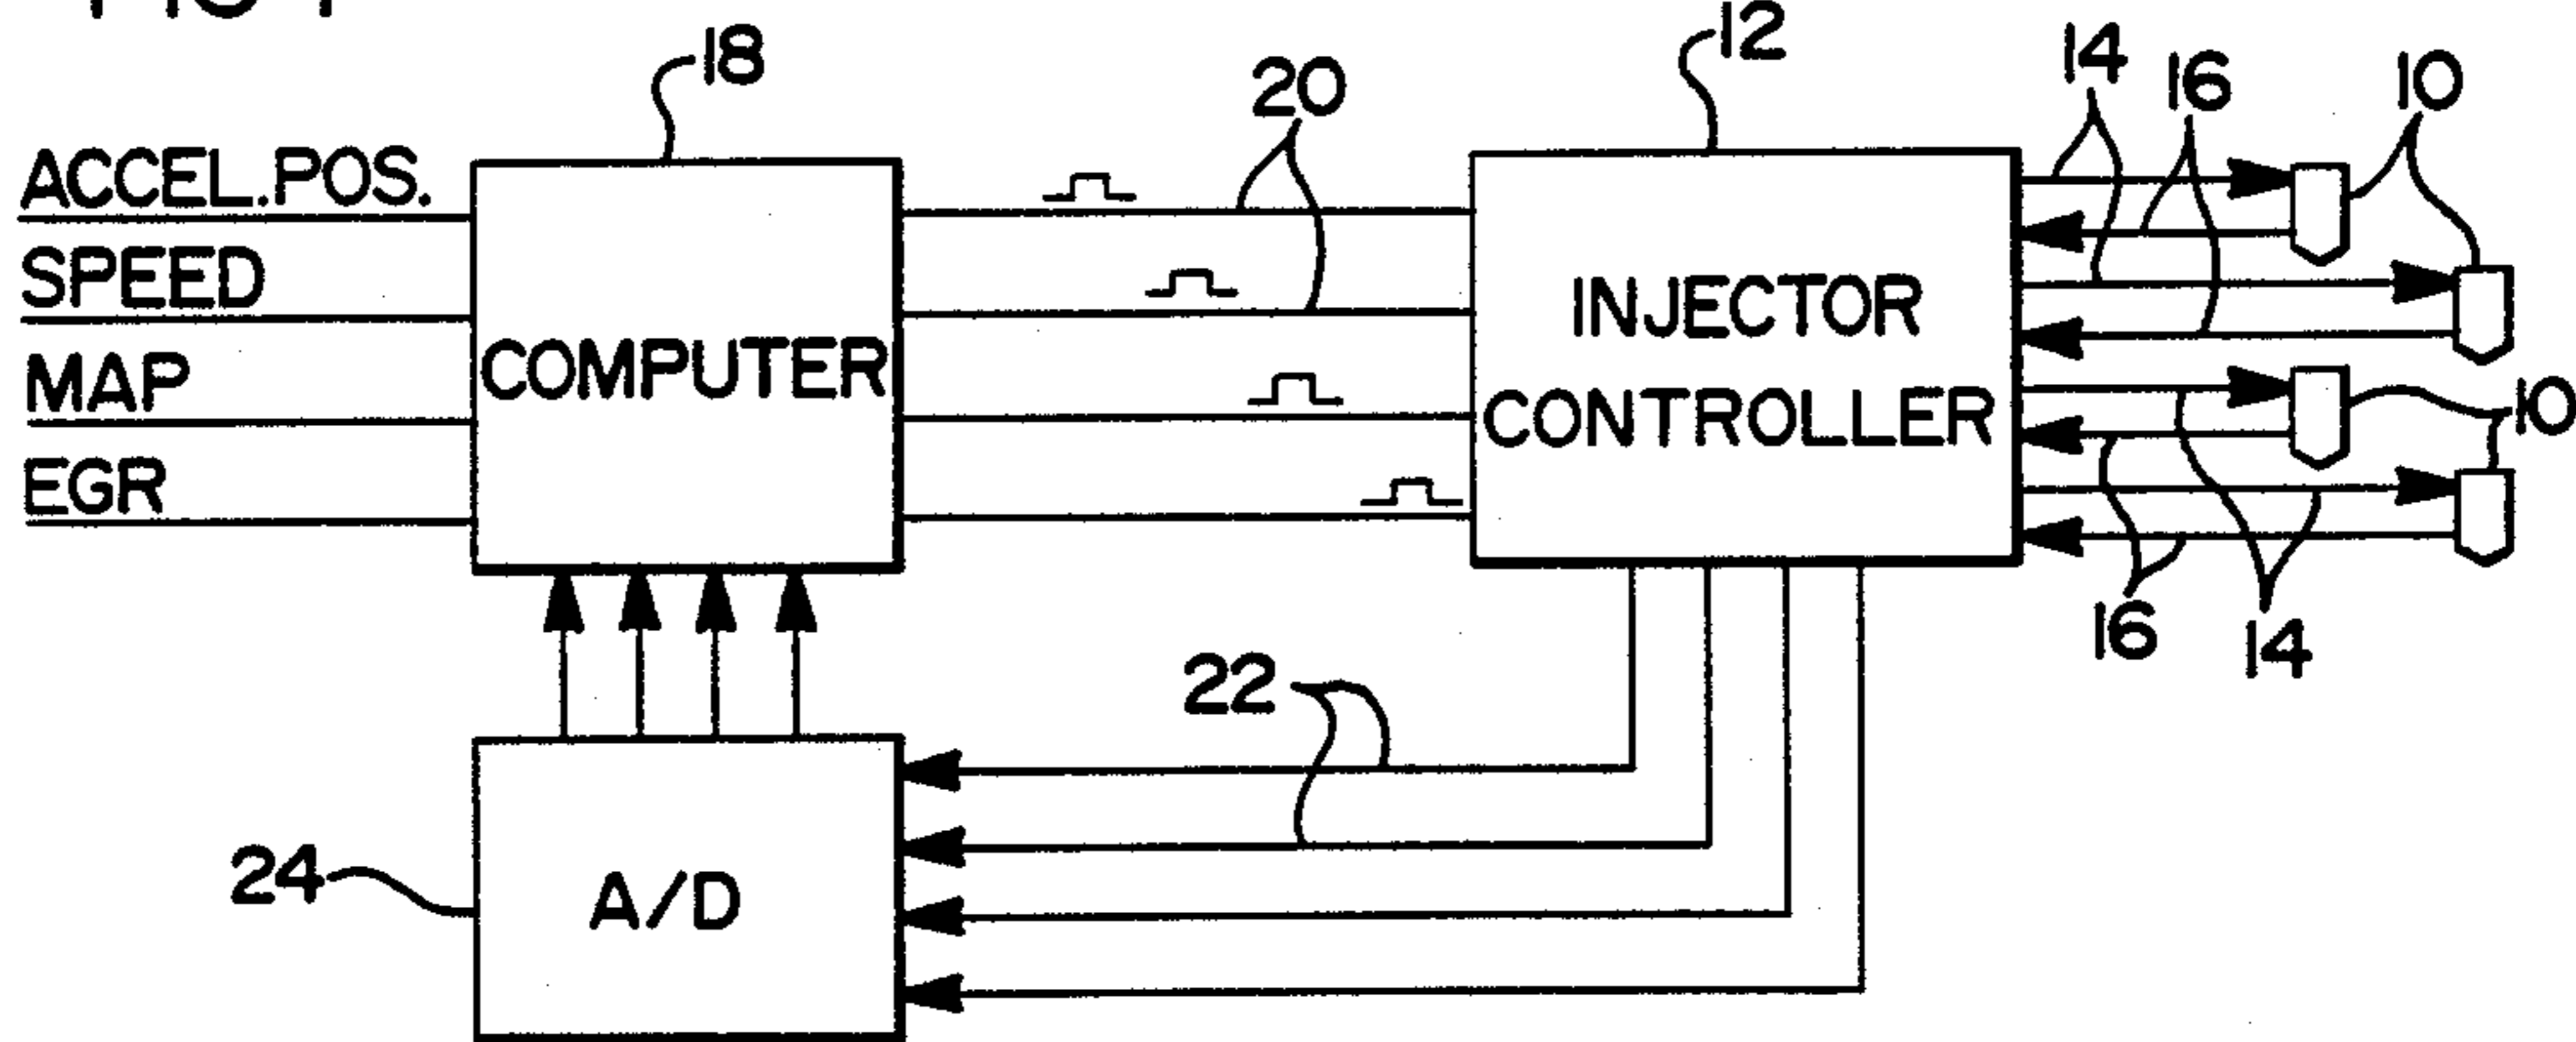 18
12
20
14
16
10
ACCEL.POS.
SPEED
MAP
EGR
COMPUTER
INJECTOR
CONTROLLER
10
16
14
22
24
A/D